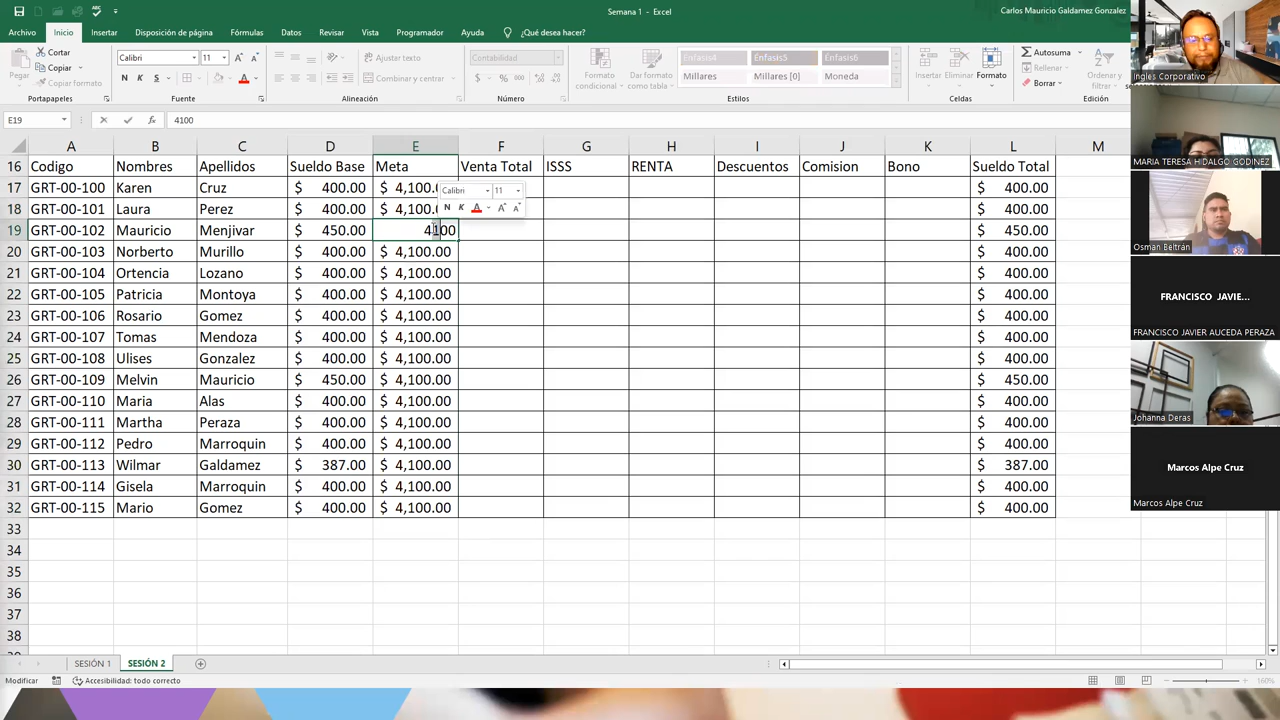 Semana 1 - Excel
Carlos Mauricio Galdamez Gonzalez
Archivo Inicio Insertar Disposición de página Fórmulas Datos Revisar Vista Programador Ayuda ¿Qué desea hacer?
Pegar
Cortar
Copiar
Copiar formato
Portapapeles
Calibri 11
N K S
Fuente
Ajustar texto
Combinar y centrar
Alineación
Contabilidad
$ % 000
Número
Formato condicional
Dar formato como tabla
Énfasis4 Énfasis5 Énfasis6
Millares Millares [0] Moneda
Estilos
Insertar Eliminar Formato
Celdas
Autosuma
Rellenar
Borrar
Ordenar y
Edición
E19 fx 4100
A B C D E F G H I J K L M
16 Codigo Nombres Apellidos Sueldo Base Meta Venta Total ISSS RENTA Descuentos Comision Bono Sueldo Total
17 GRT-00-100 Karen Cruz $ 400.00 $ 4,100. $ 400.00
Calibri 11
N K A A A
18 GRT-00-101 Laura Perez $ 400.00 $ 4,100. $ 400.00
19 GRT-00-102 Mauricio Menjivar $ 450.00 4100 $ 450.00
20 GRT-00-103 Norberto Murillo $ 400.00 $ 4,100.00 $ 400.00
21 GRT-00-104 Ortencia Lozano $ 400.00 $ 4,100.00 $ 400.00
22 GRT-00-105 Patricia Montoya $ 400.00 $ 4,100.00 $ 400.00
23 GRT-00-106 Rosario Gomez $ 400.00 $ 4,100.00 $ 400.00
24 GRT-00-107 Tomas Mendoza $ 400.00 $ 4,100.00 $ 400.00
25 GRT-00-108 Ulises Gonzalez $ 400.00 $ 4,100.00 $ 400.00
26 GRT-00-109 Melvin Mauricio $ 450.00 $ 4,100.00 $ 450.00
27 GRT-00-110 Maria Alas $ 400.00 $ 4,100.00 $ 400.00
28 GRT-00-111 Martha Peraza $ 400.00 $ 4,100.00 $ 400.00
29 GRT-00-112 Pedro Marroquin $ 400.00 $ 4,100.00 $ 400.00
30 GRT-00-113 Wilmar Galdamez $ 387.00 $ 4,100.00 $ 387.00
31 GRT-00-114 Gisela Marroquin $ 400.00 $ 4,100.00 $ 400.00
32 GRT-00-115 Mario Gomez $ 400.00 $ 4,100.00 $ 400.00
33
34
35
36
37
38
SESIÓN 1 SESIÓN 2
Modificar Accesibilidad: todo correcto 160%
Ingles Corporativo
MARIA TERESA HIDALGO GODINEZ
Osman Beltrán
FRANCISCO JAVIE...
FRANCISCO JAVIER AUCEDA PERAZA
Johanna Deras
Marcos Alpe Cruz
Marcos Alpe Cruz